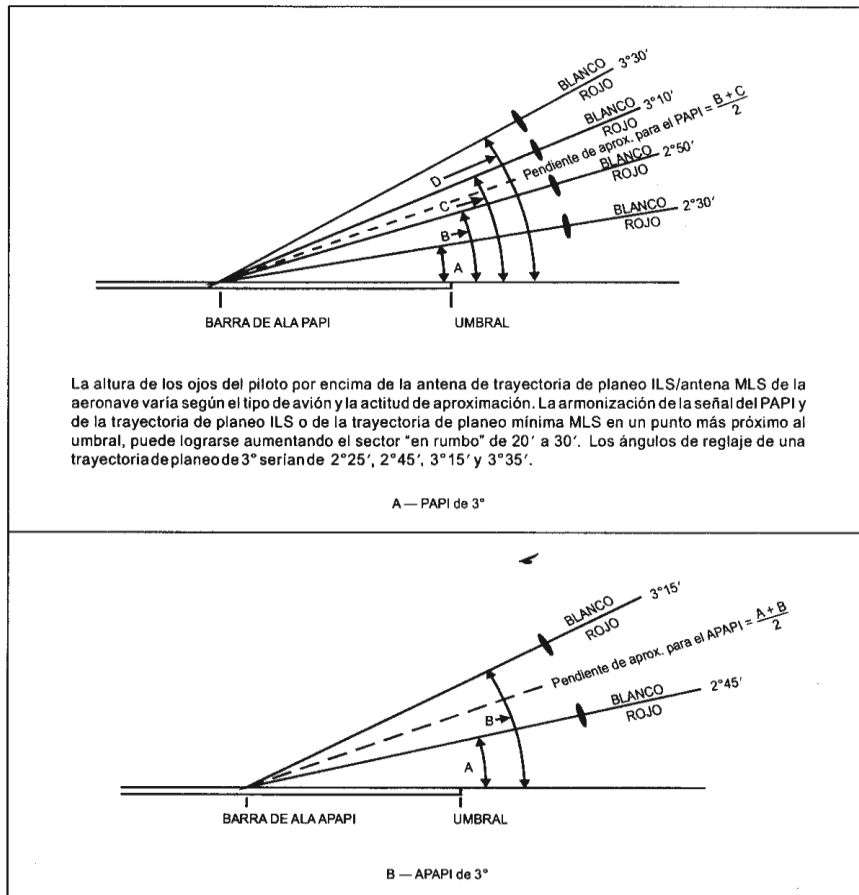 BLANCO 3°30′
ROJO
BLANCO 3°10′
ROJO
Pendiente de aprox. para el PAPI = B + C
2
BLANCO 2°50′
ROJO
BLANCO 2°30′
ROJO
D
C
B
A
BARRA DE ALA PAPI UMBRAL
La altura de los ojos del piloto por encima de la antena de trayectoria de planeo ILS/antena MLS de la
aeronave varía según el tipo de avión y la actitud de aproximación. La armonización de la señal del PAPI y
de la trayectoria de planeo ILS o de la trayectoria de planeo mínima MLS en un punto más próximo al
umbral, puede lograrse aumentando el sector "en rumbo" de 20′ a 30′. Los ángulos de reglaje de una
trayectoria de planeo de 3° serían de 2°25′, 2°45′, 3°15′ y 3°35′.
A — PAPI de 3°
BLANCO 3°15′
ROJO
Pendiente de aprox. para el APAPI = A + B
2
BLANCO 2°45′
ROJO
B
A
BARRA DE ALA APAPI UMBRAL
B — APAPI de 3°